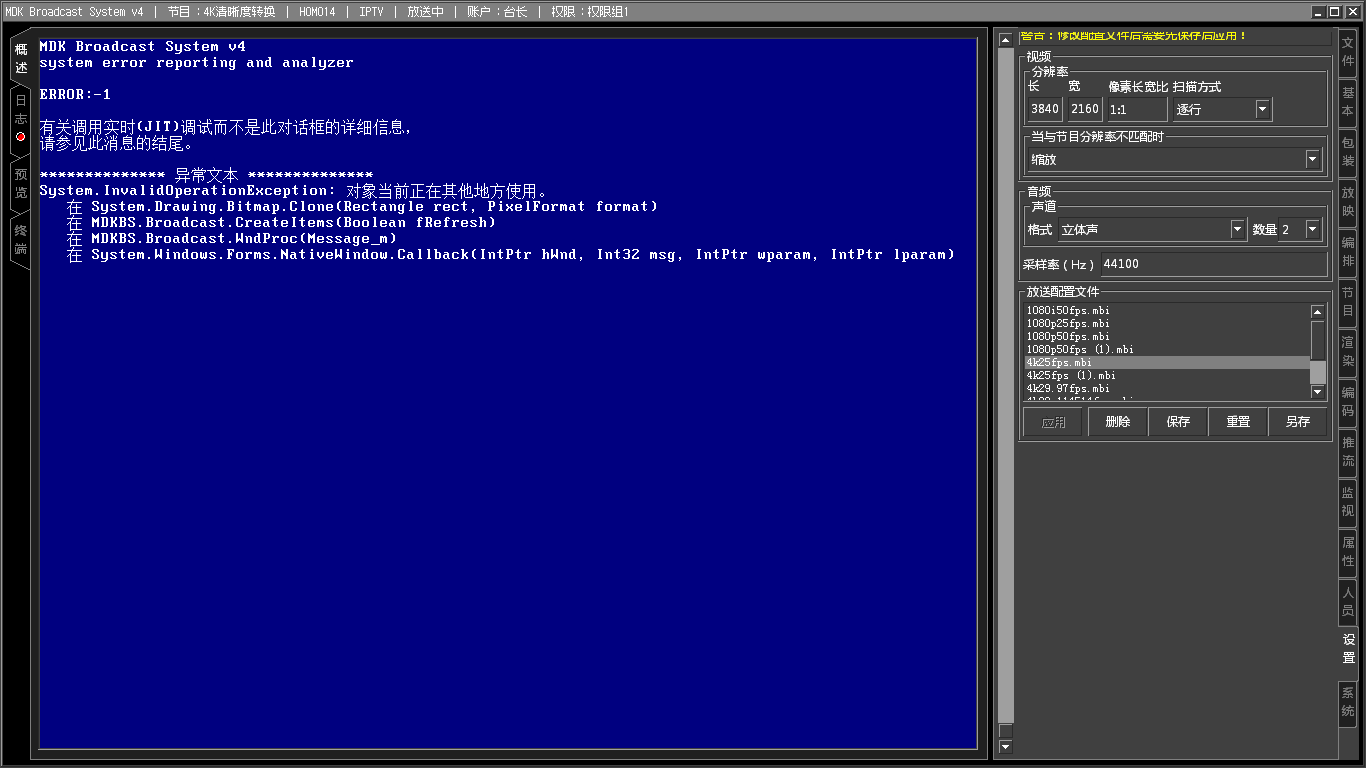 MDK Broadcast System v4 | 节目：4K清晰度转换 | HOMO14 | IPTV | 放送中 | 账户：台长 | 权限：权限组1
概述
日志
预览
终端
MDK Broadcast System v4
system error reporting and analyzer
ERROR:-1
有关调用实时(JIT)调试而不是此对话框的详细信息，
请参见此消息的结尾。
************** 异常文本 **************
System.InvalidOperationException: 对象当前正在其他地方使用。
在 System.Drawing.Bitmap.Clone(Rectangle rect, PixelFormat format)
在 MDKBS.Broadcast.CreateItems(Boolean fRefresh)
在 MDKBS.Broadcast.WndProc(Message_m)
在 System.Windows.Forms.NativeWindow.Callback(IntPtr hWnd, Int32 msg, IntPtr wparam, IntPtr lparam)
警告：修改配置文件后需要先保存后应用！
视频
分辨率
长 宽 像素长宽比 扫描方式
3840 2160 1:1 逐行
当与节目分辨率不匹配时
缩放
音频
声道
格式 立体声 数量 2
采样率（Hz） 44100
放送配置文件
1080i50fps.mbi
1080p25fps.mbi
1080p50fps.mbi
1080p50fps (1).mbi
4k25fps.mbi
4k25fps (1).mbi
4k29.97fps.mbi
应用 删除 保存 重置 另存
文件
基本
包装
放映
编排
节目
渲染
编码
推流
监视
属性
人员
设置
系统